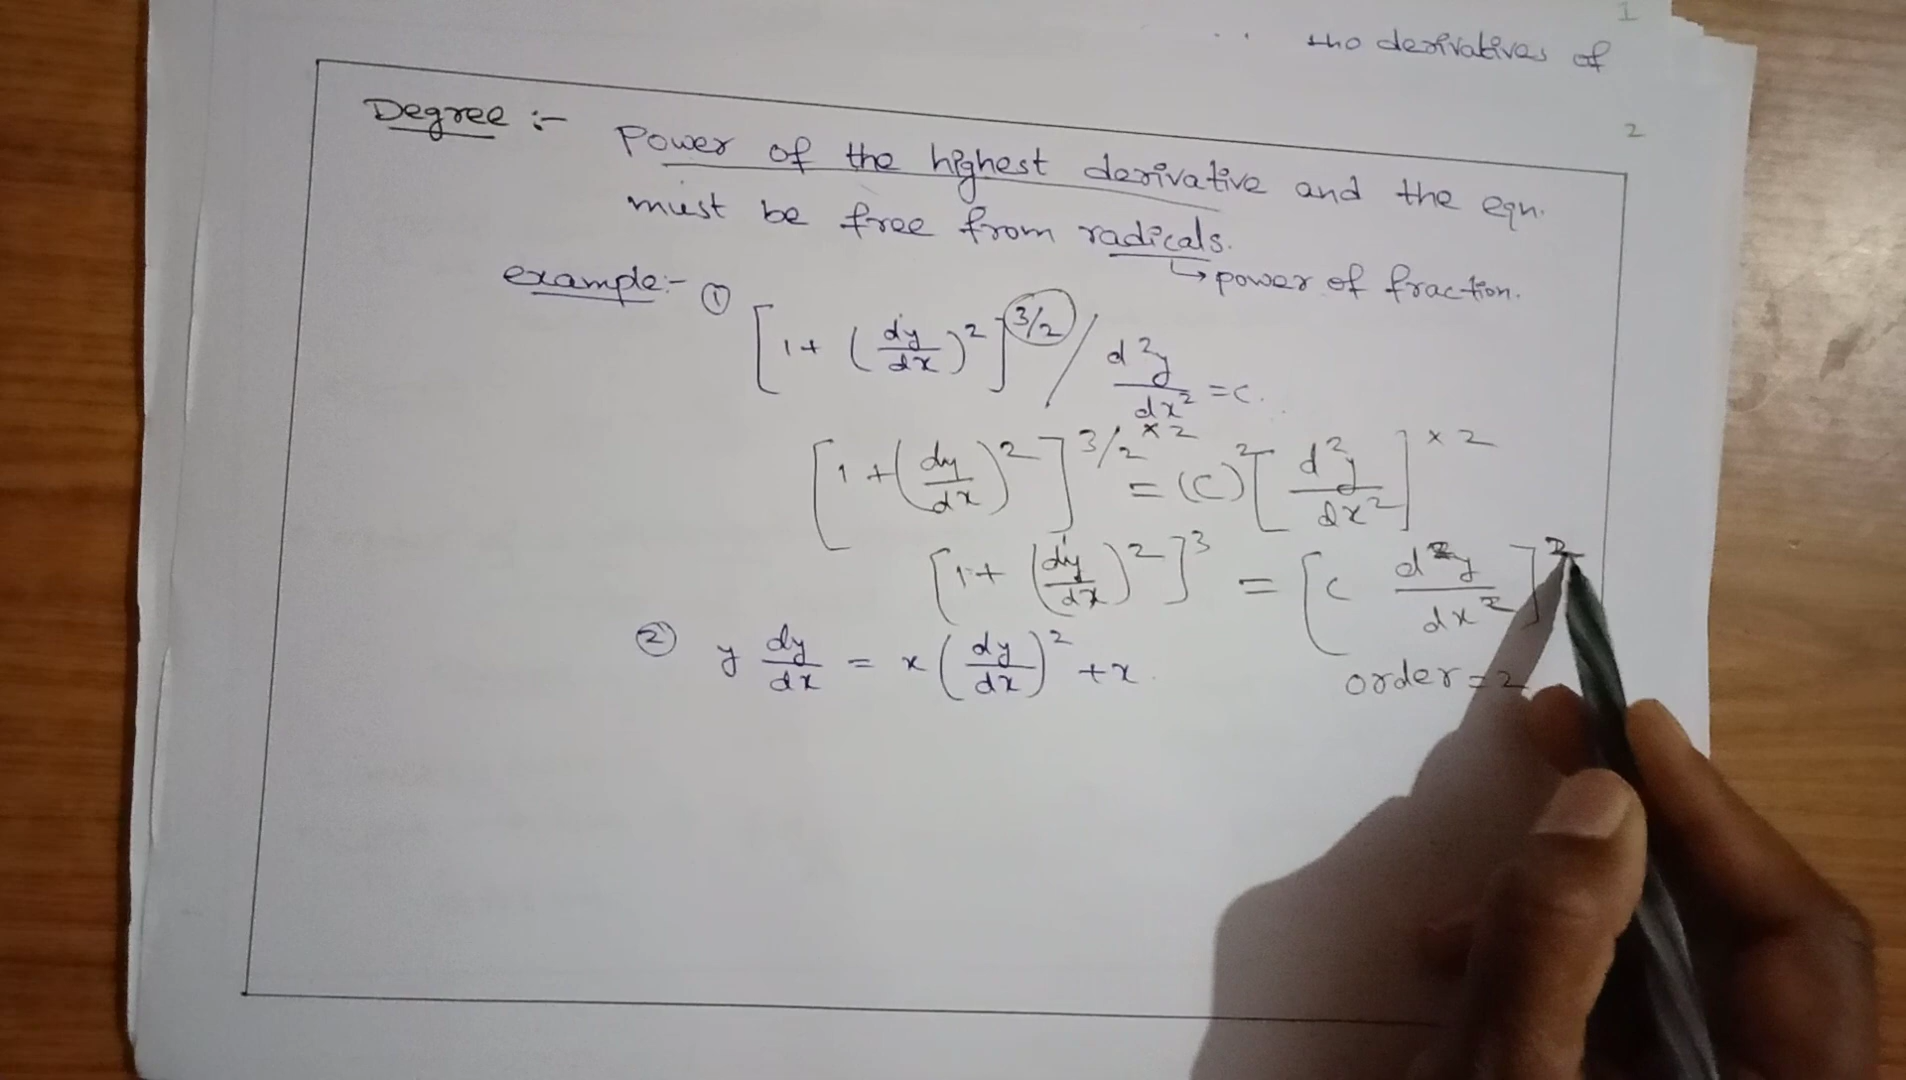 1
the derivatives of
2
Degree :- Power of the highest derivative and the eqn.
must be free from radicals.
↳ power of fraction.
example:- ① [1 + (dy/dx)²]^3/2 / d²y/dx² = c.
[1 + (dy/dx)²]^3/2 × 2 = (c)² [d²y/dx²]^× 2
[1 + (dy/dx)²]³ = [c d²y/dx²]²
② y dy/dx = x (dy/dx)² + x
order = 2